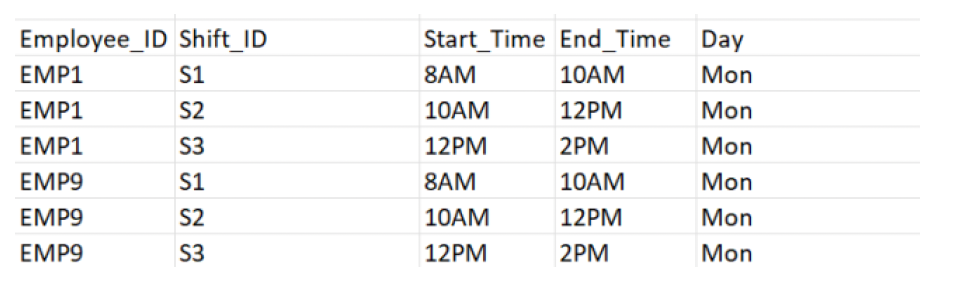 Employee_ID Shift_ID Start_Time End_Time Day
EMP1 S1 8AM 10AM Mon
EMP1 S2 10AM 12PM Mon
EMP1 S3 12PM 2PM Mon
EMP9 S1 8AM 10AM Mon
EMP9 S2 10AM 12PM Mon
EMP9 S3 12PM 2PM Mon